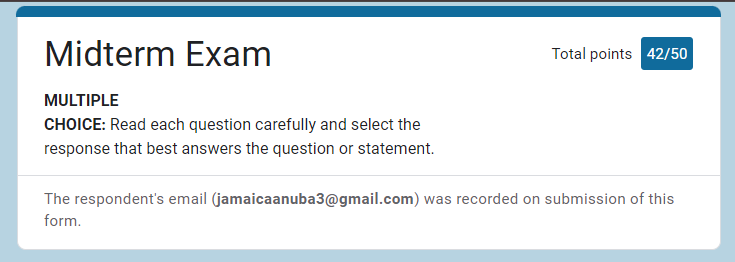 Midterm Exam
Total points 42/50
MULTIPLE
CHOICE: Read each question carefully and select the
response that best answers the question or statement.
The respondent's email (jamaicaanuba3@gmail.com) was recorded on submission of this
form.